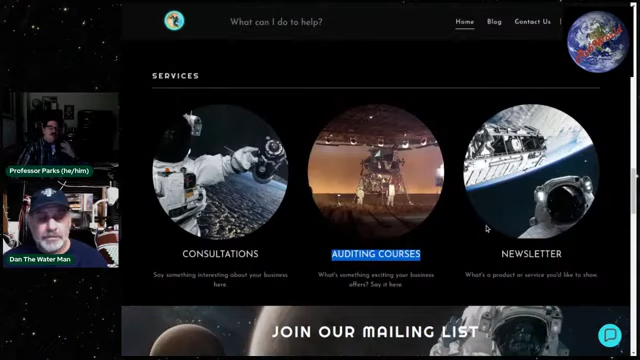 What can I do to help?
Home Blog Contact Us
SERVICES
Professor Parks (he/him)
Dan The Water Man
CONSULTATIONS
AUDITING COURSES
NEWSLETTER
Say something interesting about your business here.
What's something exciting your business offers? Say it here.
What's a product or service you'd like to show.
JOIN OUR MAILING LIST